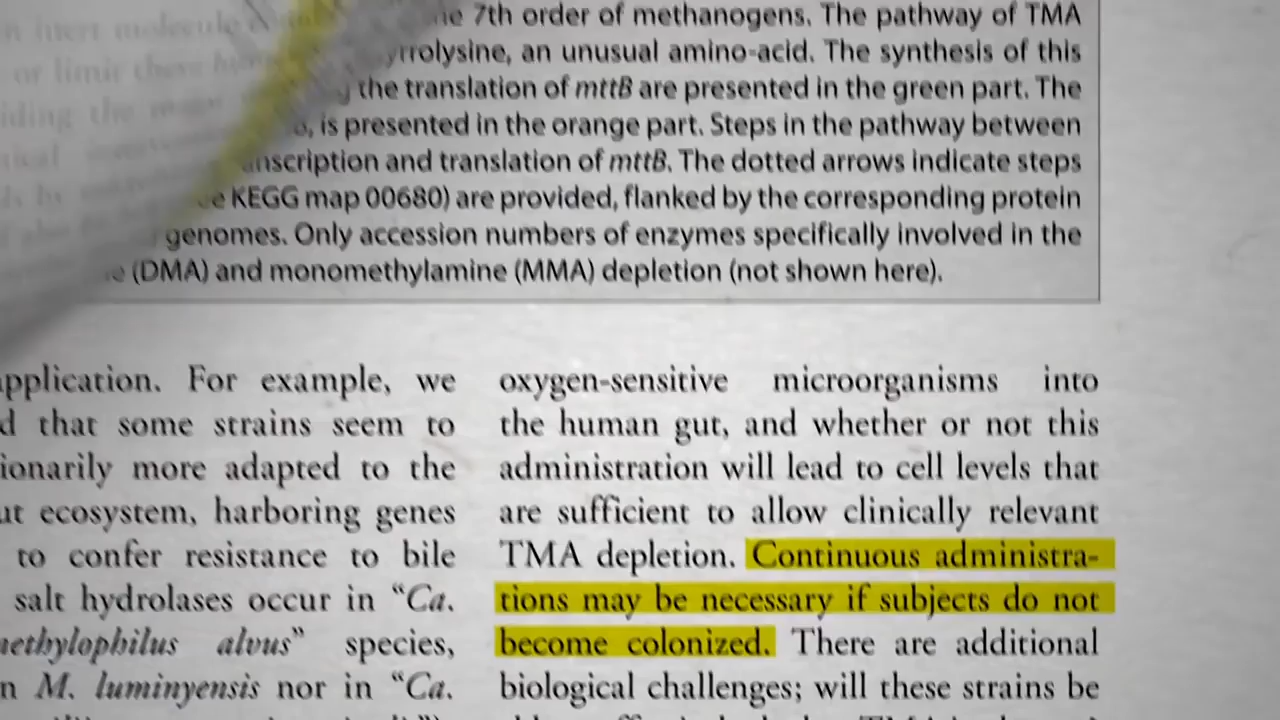 7th order of methanogens. The pathway of TMA
an unusual amino-acid. The synthesis of this
the translation of mttB are presented in the green part. The
is presented in the orange part. Steps in the pathway between
and translation of mttB. The dotted arrows indicate steps
KEGG map 00680) are provided, flanked by the corresponding protein
genomes. Only accession numbers of enzymes specifically involved in the
(DMA) and monomethylamine (MMA) depletion (not shown here).
application. For example, we
that some strains seem to
more adapted to the
ecosystem, harboring genes
to confer resistance to bile
salt hydrolases occur in “Ca.
alvus” species,
M. luminyensis nor in “Ca.
oxygen-sensitive microorganisms into
the human gut, and whether or not this
administration will lead to cell levels that
are sufficient to allow clinically relevant
TMA depletion. Continuous administra-
tions may be necessary if subjects do not
become colonized. There are additional
biological challenges; will these strains be